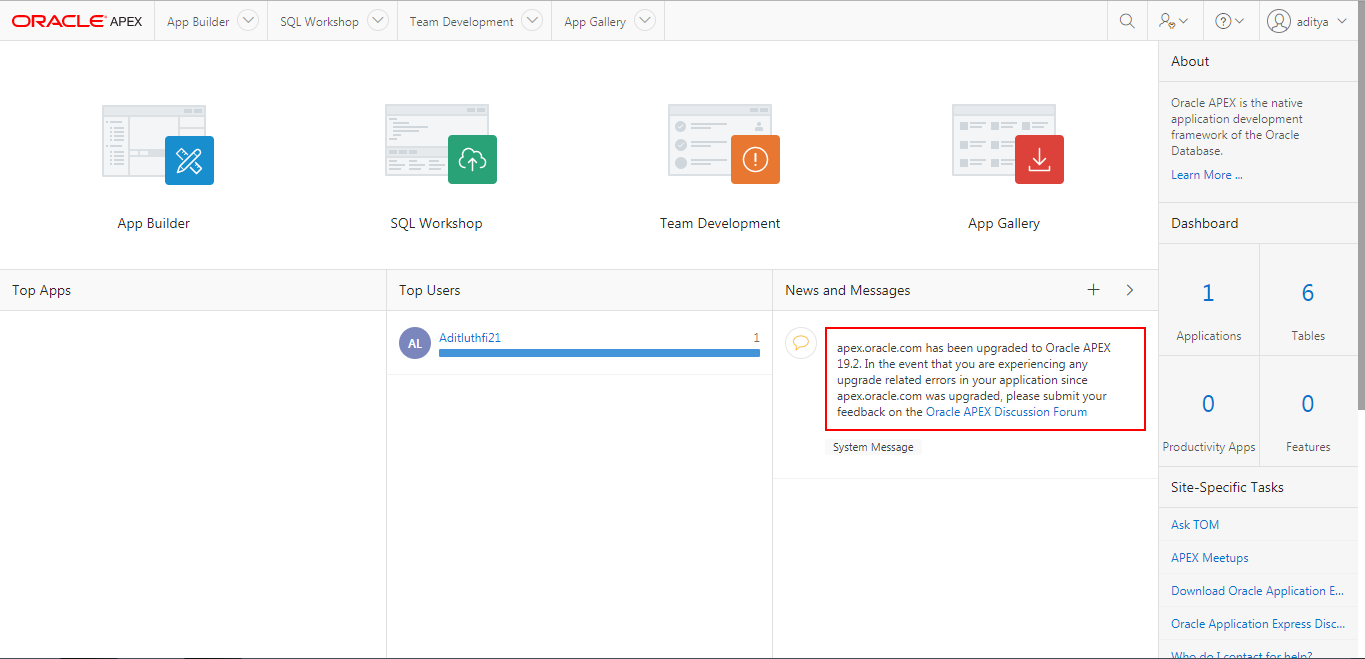 ORACLE APEX App Builder SQL Workshop Team Development App Gallery aditya
App Builder SQL Workshop Team Development App Gallery
Top Apps
Top Users
AL Aditluthfi21 1
News and Messages
apex.oracle.com has been upgraded to Oracle APEX
19.2. In the event that you are experiencing any
upgrade related errors in your application since
apex.oracle.com was upgraded, please submit your
feedback on the Oracle APEX Discussion Forum
System Message
About
Oracle APEX is the native
application development
framework of the Oracle
Database.
Learn More ...
Dashboard
1 6
Applications Tables
0 0
Productivity Apps Features
Site-Specific Tasks
Ask TOM
APEX Meetups
Download Oracle Application E...
Oracle Application Express Disc...
Who do I contact for help?